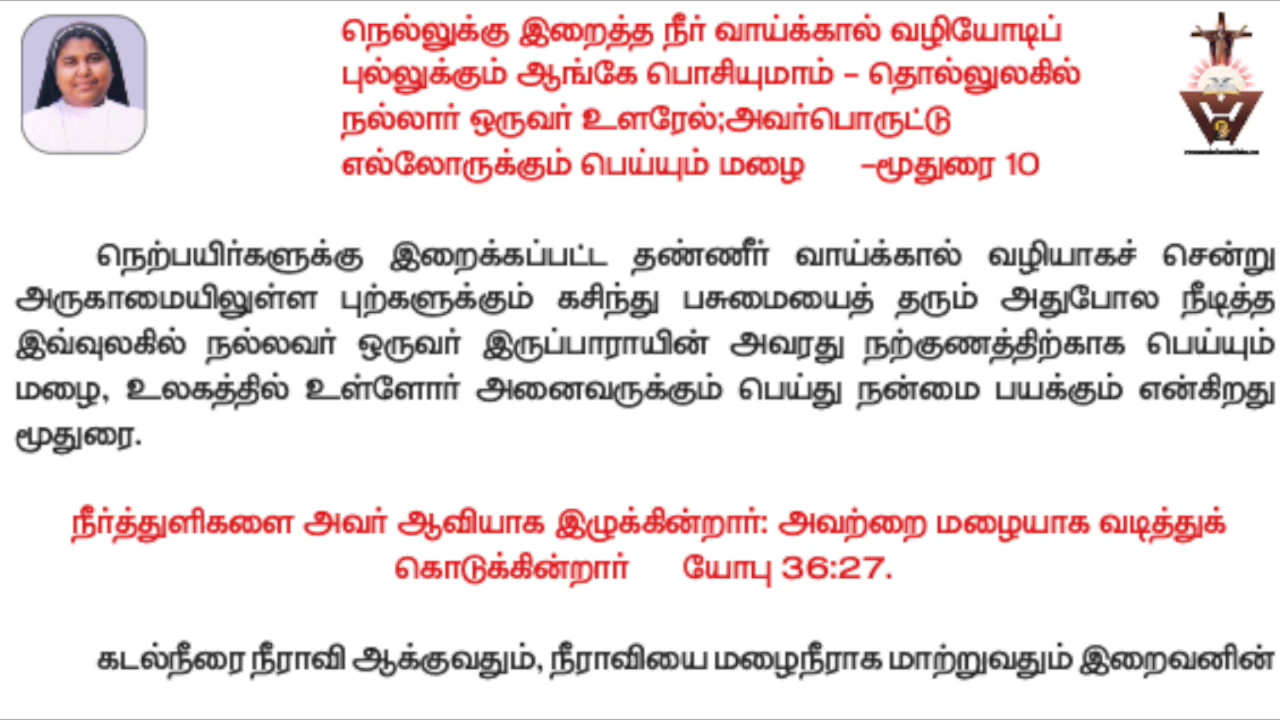 நெல்லுக்கு இறைத்த நீர் வாய்க்கால் வழியோடிப்
புல்லுக்கும் ஆங்கே பொசியுமாம் – தொல்லுலகில்
நல்லார் ஒருவர் உளரேல்;அவர்பொருட்டு
எல்லோருக்கும் பெய்யும் மழை –மூதுரை 10
நெற்பயிர்களுக்கு இறைக்கப்பட்ட தண்ணீர் வாய்க்கால் வழியாகச் சென்று
அருகாமையிலுள்ள புற்களுக்கும் கசிந்து பசுமையைத் தரும் அதுபோல நீடித்த
இவ்வுலகில் நல்லவர் ஒருவர் இருப்பாராயின் அவரது நற்குணத்திற்காக பெய்யும்
மழை, உலகத்தில் உள்ளோர் அனைவருக்கும் பெய்து நன்மை பயக்கும் என்கிறது
மூதுரை.
நீர்த்துளிகளை அவர் ஆவியாக இழுக்கின்றார்: அவற்றை மழையாக வடித்துக்
கொடுக்கின்றார் யோபு 36:27.
கடல்நீரை நீராவி ஆக்குவதும், நீராவியை மழைநீராக மாற்றுவதும் இறைவனின்